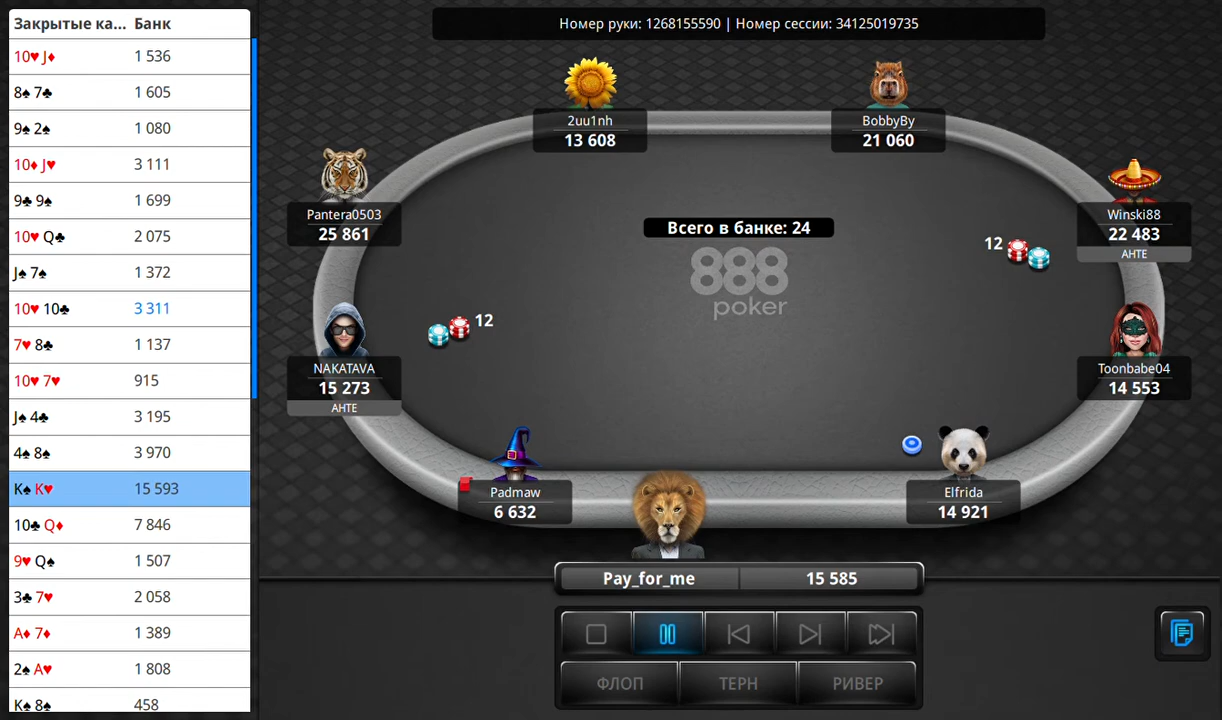 Закрытые ка... Банк
10♥ J♦ 1 536
8♠ 7♣ 1 605
9♠ 2♠ 1 080
10♦ J♥ 3 111
9♣ 9♠ 1 699
10♥ Q♣ 2 075
J♠ 7♠ 1 372
10♥ 10♣ 3 311
7♥ 8♣ 1 137
10♥ 7♥ 915
J♠ 4♣ 3 195
4♠ 8♠ 3 970
K♠ K♥ 15 593
10♣ Q♦ 7 846
9♥ Q♠ 1 507
3♣ 7♥ 2 058
A♦ 7♦ 1 389
2♠ A♥ 1 808
K♠ 8♠ 458
Номер руки: 1268155590 | Номер сессии: 34125019735
2uu1nh
13 608
BobbyBy
21 060
Pantera0503
25 861
Winski88
22 483
АНТЕ
Всего в банке: 24
888
poker
12
12
NAKATAVA
15 273
АНТЕ
Toonbabe04
14 553
Padmaw
6 632
Elfrida
14 921
Pay_for_me 15 585
ФЛОП ТЕРН РИВЕР